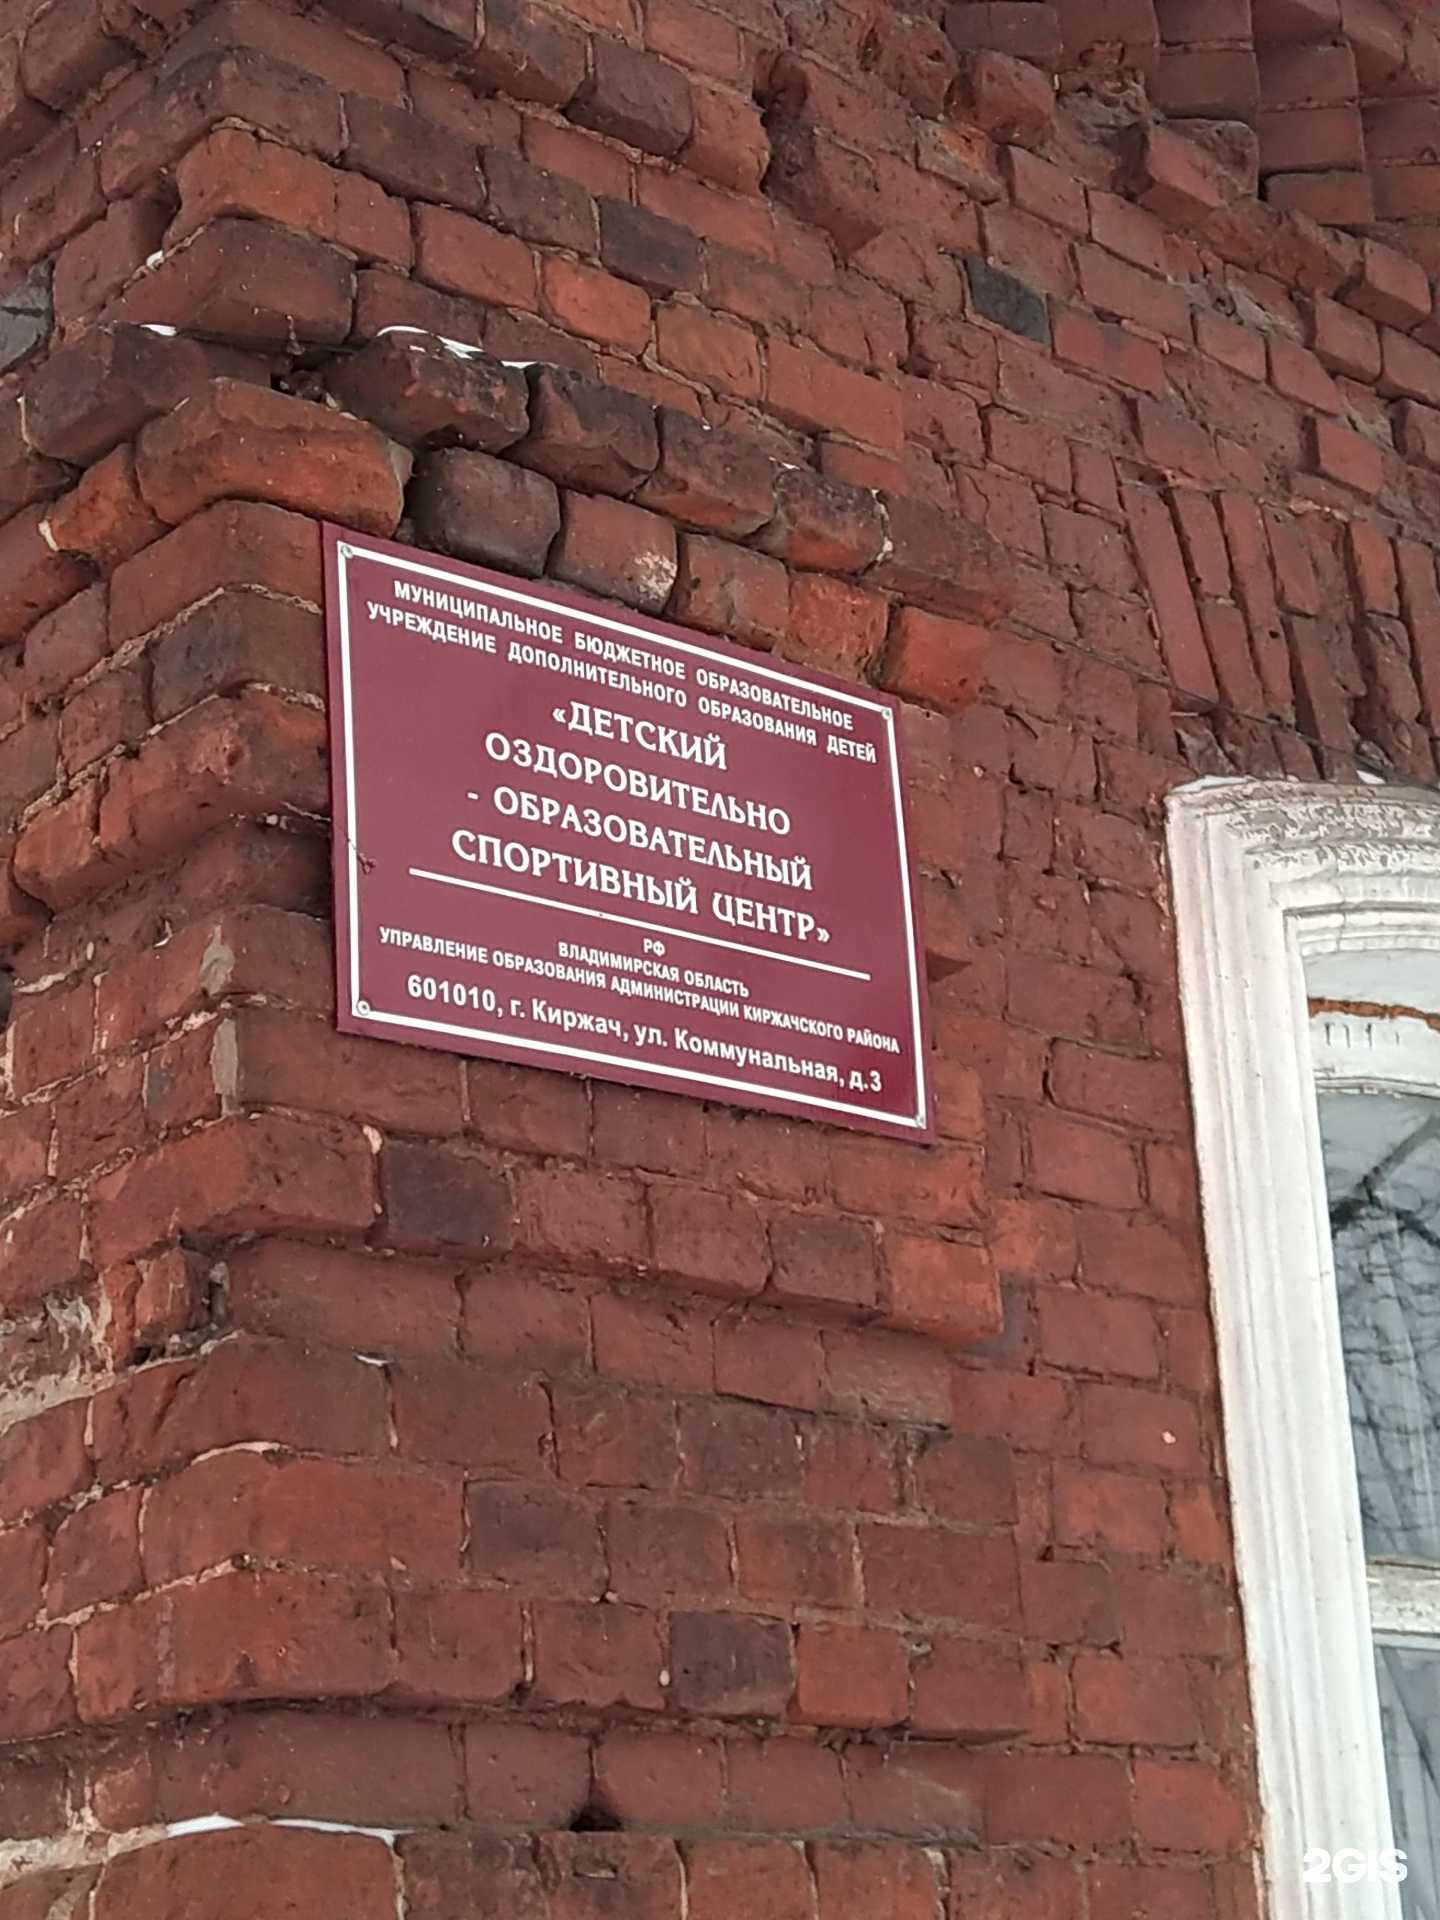 МУНИЦИПАЛЬНОЕ БЮДЖЕТНОЕ ОБРАЗОВАТЕЛЬНОЕ
УЧРЕЖДЕНИЕ ДОПОЛНИТЕЛЬНОГО ОБРАЗОВАНИЯ ДЕТЕЙ
«ДЕТСКИЙ
ОЗДОРОВИТЕЛЬНО
- ОБРАЗОВАТЕЛЬНЫЙ
СПОРТИВНЫЙ ЦЕНТР»
РФ
ВЛАДИМИРСКАЯ ОБЛАСТЬ
УПРАВЛЕНИЕ ОБРАЗОВАНИЯ АДМИНИСТРАЦИИ КИРЖАЧСКОГО РАЙОНА
601010, г. Киржач, ул. Коммунальная, д.3
2GIS